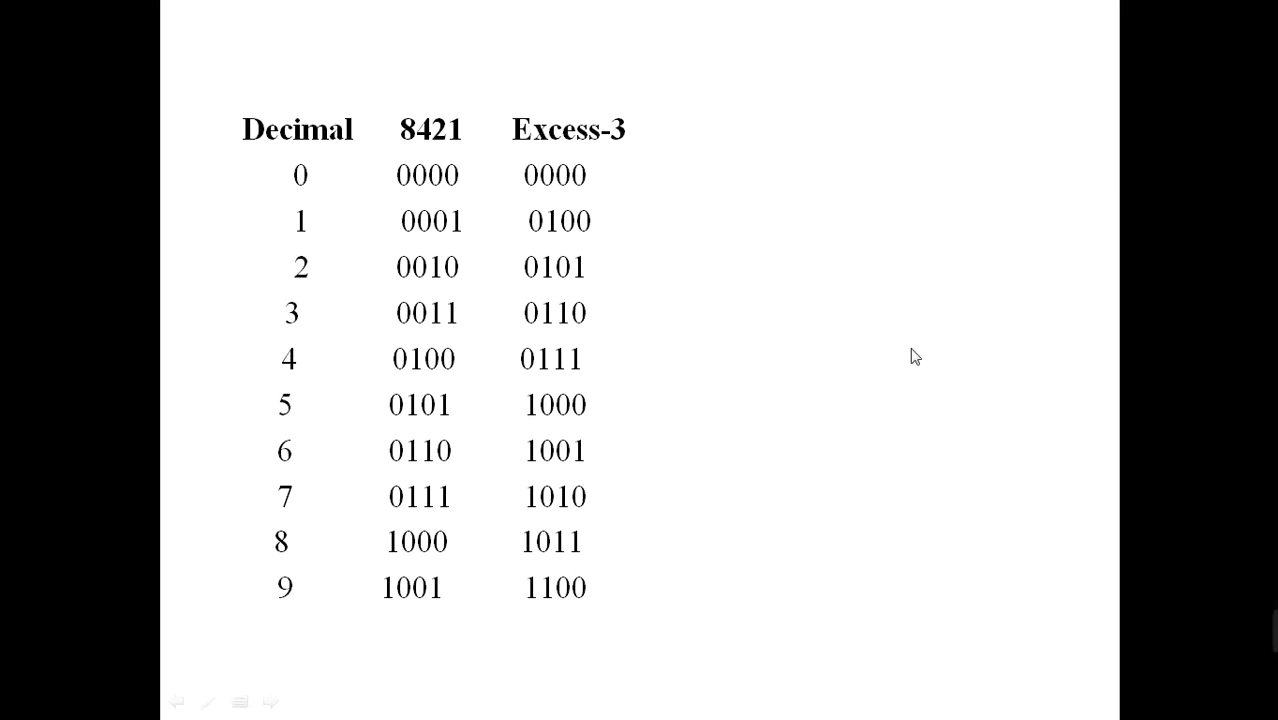 Decimal 8421 Excess-3
0 0000 0000
1 0001 0100
2 0010 0101
3 0011 0110
4 0100 0111
5 0101 1000
6 0110 1001
7 0111 1010
8 1000 1011
9 1001 1100